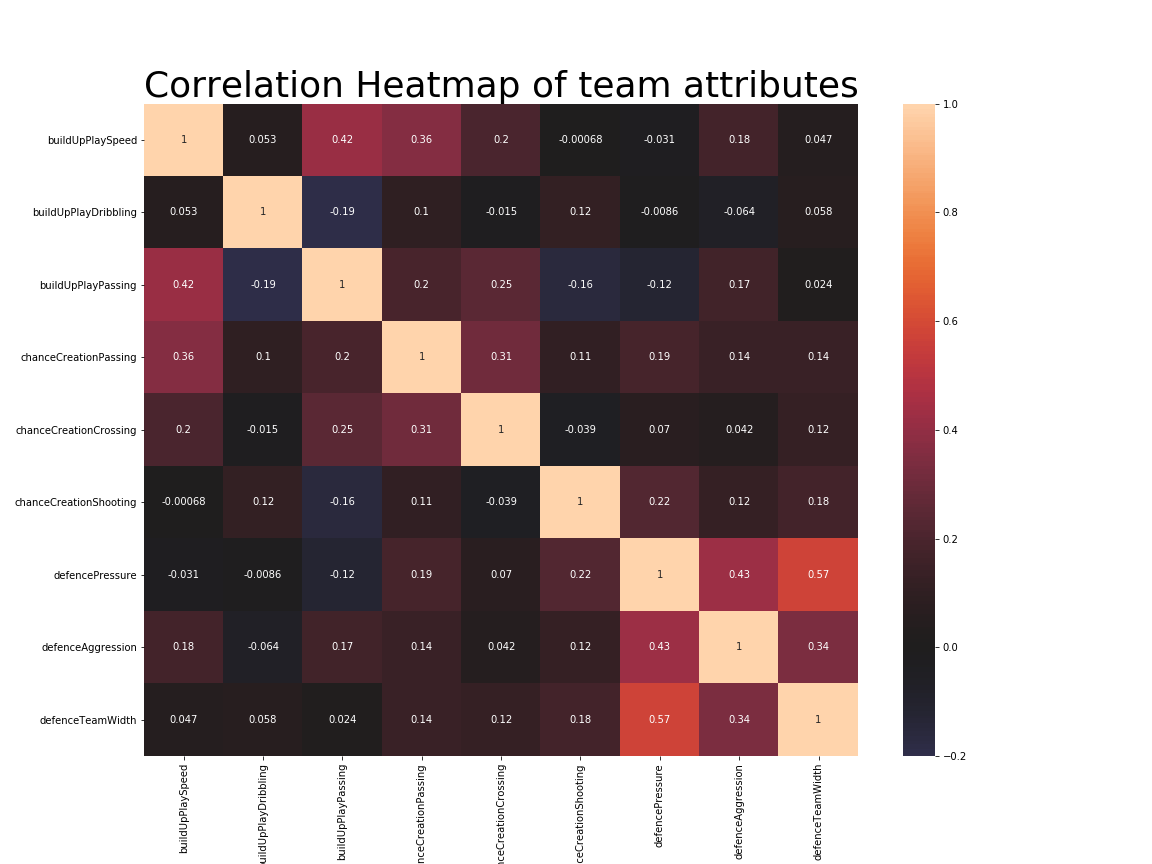 Correlation Heatmap of team attributes
buildUpPlaySpeed 1 0.053 0.42 0.36 0.2 -0.00068 -0.031 0.18 0.047
buildUpPlayDribbling 0.053 1 -0.19 0.1 -0.015 0.12 -0.0086 -0.064 0.058
buildUpPlayPassing 0.42 -0.19 1 0.2 0.25 -0.16 -0.12 0.17 0.024
chanceCreationPassing 0.36 0.1 0.2 1 0.31 0.11 0.19 0.14 0.14
chanceCreationCrossing 0.2 -0.015 0.25 0.31 1 -0.039 0.07 0.042 0.12
chanceCreationShooting -0.00068 0.12 -0.16 0.11 -0.039 1 0.22 0.12 0.18
defencePressure -0.031 -0.0086 -0.12 0.19 0.07 0.22 1 0.43 0.57
defenceAggression 0.18 -0.064 0.17 0.14 0.042 0.12 0.43 1 0.34
defenceTeamWidth 0.047 0.058 0.024 0.14 0.12 0.18 0.57 0.34 1
buildUpPlaySpeed
uildUpPlayDribbling
buildUpPlayPassing
nceCreationPassing
nceCreationCrossing
ceCreationShooting
defencePressure
defenceAggression
defenceTeamWidth
1.0
0.8
0.6
0.4
0.2
0.0
−0.2